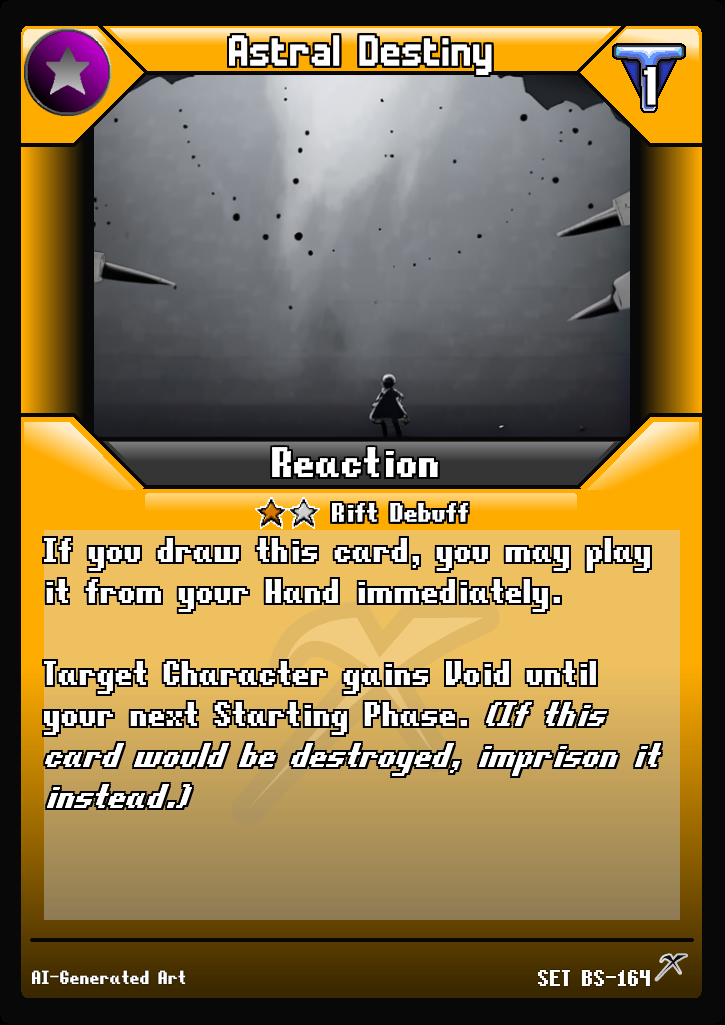 Astral Destiny
1
Reaction
Rift Debuff
If you draw this card, you may play
it from your Hand immediately.
Target Character gains Void until
your next Starting Phase. (If this
card would be destroyed, imprison it
instead.)
AI-Generated Art
SET BS-164